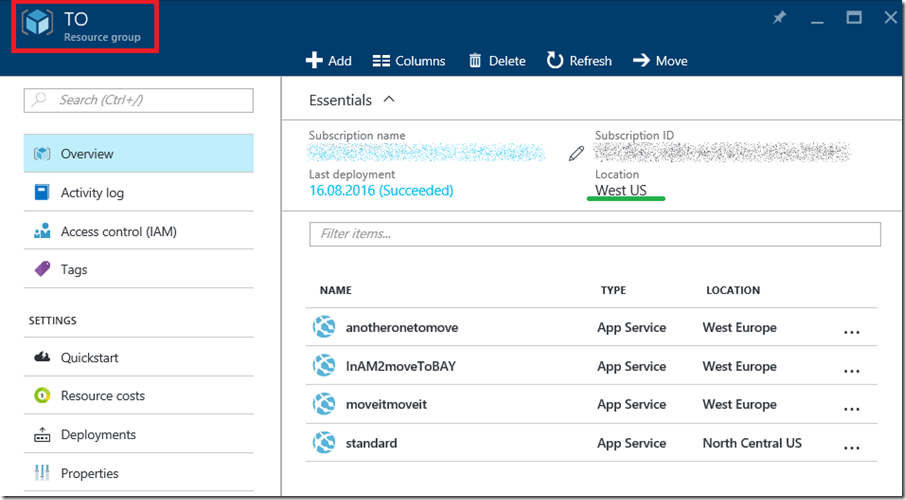 TO
Resource group
Add Columns Delete Refresh Move
Search (Ctrl+/)
Overview
Activity log
Access control (IAM)
Tags
SETTINGS
Quickstart
Resource costs
Deployments
Properties
Essentials
Subscription name Subscription ID
Last deployment Location
16.08.2016 (Succeeded) West US
Filter items...
NAME TYPE LOCATION
anotheronetomove App Service West Europe ...
InAM2moveToBAY App Service West Europe ...
moveitmoveit App Service West Europe ...
standard App Service North Central US ...